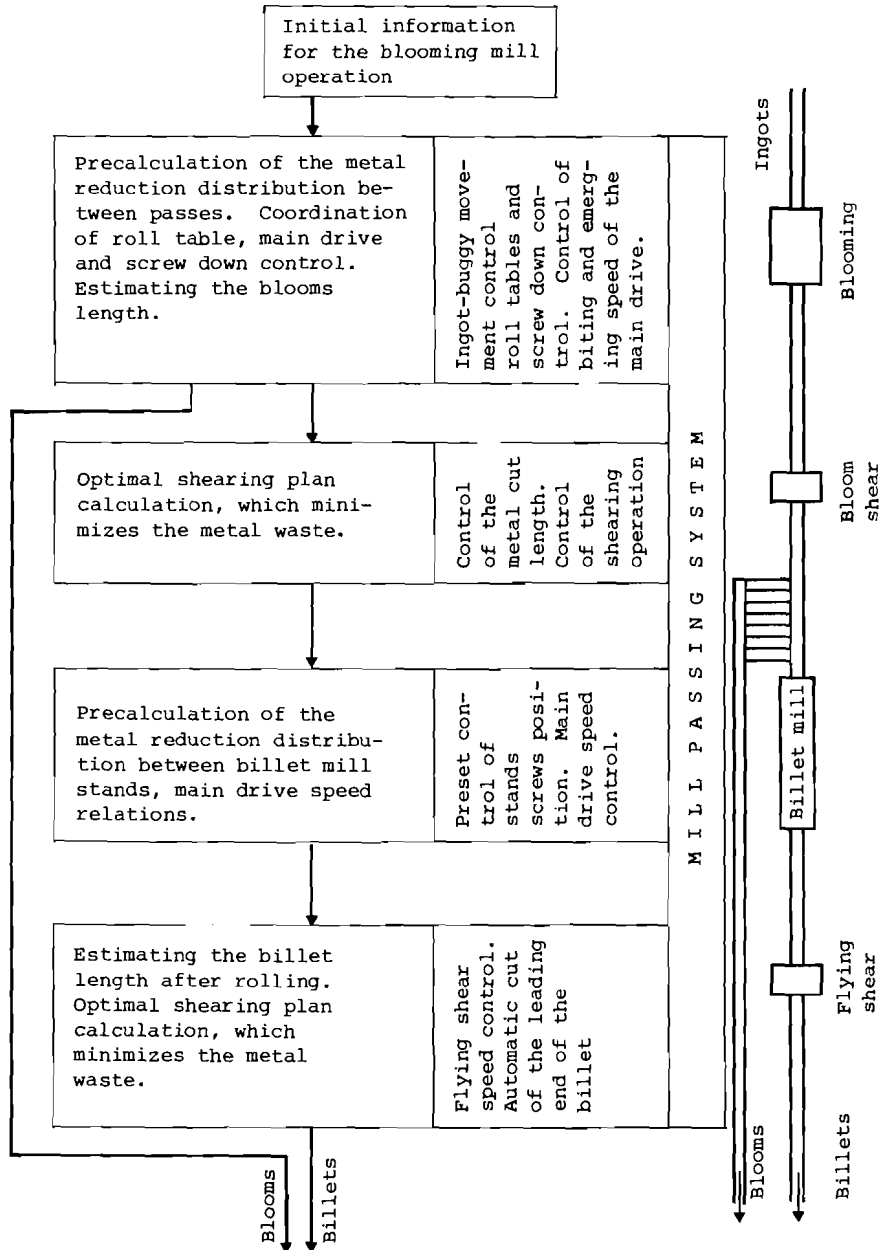 Initial information
for the blooming mill
operation
Precalculation of the metal
reduction distribution be-
tween passes. Coordination
of roll table, main drive
and screw down control.
Estimating the blooms
length.
Ingot-buggy move-
ment control
roll tables and
screw down con-
trol. Control of
biting and emerg-
ing speed of the
main drive.
Optimal shearing plan
calculation, which mini-
mizes the metal waste.
Control
of the
metal cut
length.
Control
of the
shearing
operation
Precalculation of the
metal reduction distribu-
tion between billet mill
stands, main drive speed
relations.
Preset con-
trol of
stands
screws posi-
tion. Main
drive speed
control.
Estimating the billet
length after rolling.
Optimal shearing plan
calculation, which
minimizes the metal
waste.
Flying shear
speed control.
Automatic cut
of the leading
end of the
billet
MILL PASSING SYSTEM
Blooms
Billets
Ingots
Blooming
Bloom
shear
Billet mill
Flying
shear
Blooms
Billets